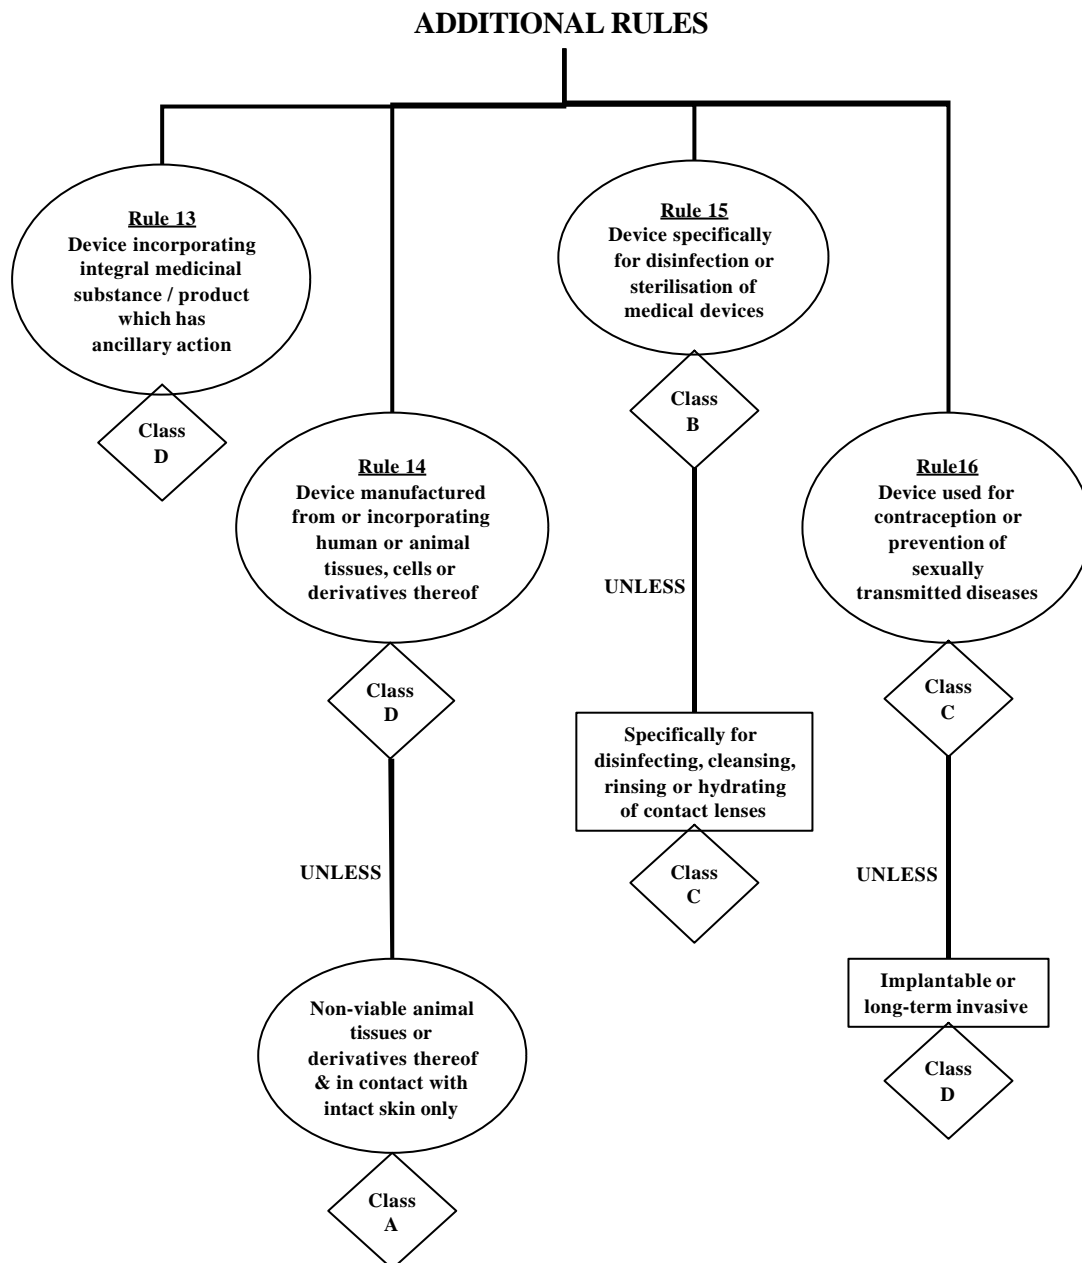 ADDITIONAL RULES
Rule 13
Device incorporating
integral medicinal
substance / product
which has
ancillary action
Class
D
Rule 14
Device manufactured
from or incorporating
human or animal
tissues, cells or
derivatives thereof
Class
D
UNLESS
Non-viable animal
tissues or
derivatives thereof
& in contact with
intact skin only
Class
A
Rule 15
Device specifically
for disinfection or
sterilisation of
medical devices
Class
B
UNLESS
Specifically for
disinfecting, cleansing,
rinsing or hydrating
of contact lenses
Class
C
Rule16
Device used for
contraception or
prevention of
sexually
transmitted diseases
Class
C
UNLESS
Implantable or
long-term invasive
Class
D